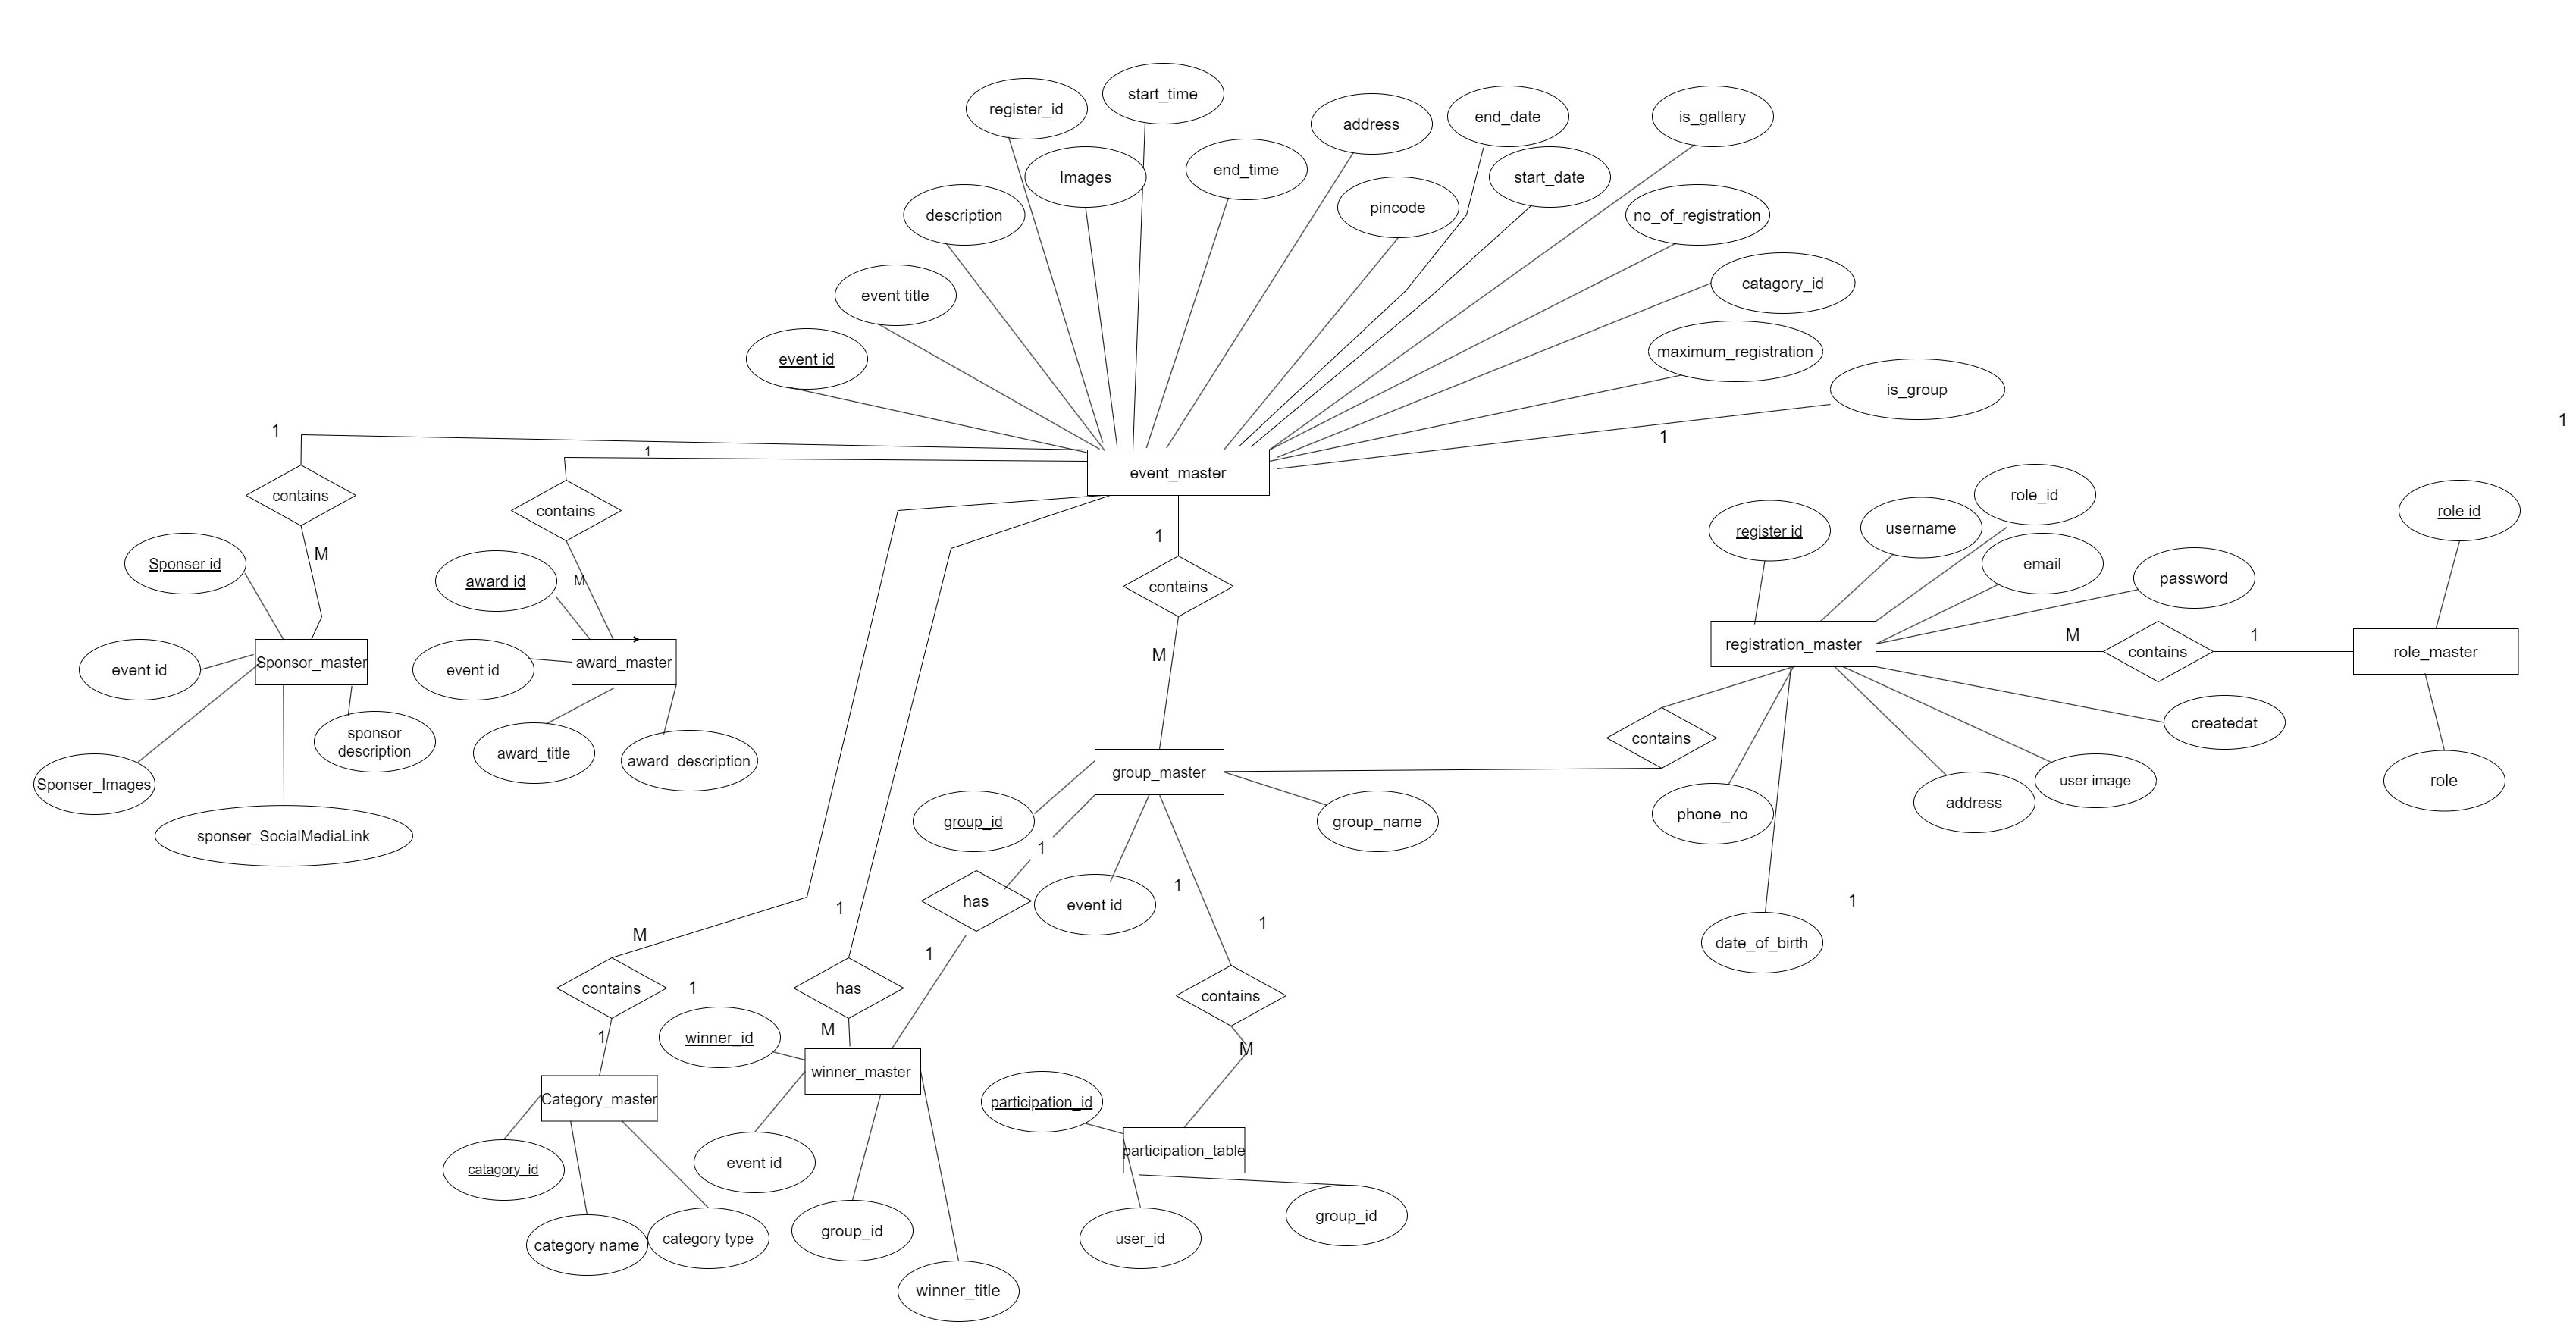 start_time
register_id
end_date
is_gallary
address
end_time
Images
start_date
pincode
description
no_of_registration
catagory_id
event title
maximum_registration
event id
is_group
1
1
1
1
event_master
contains
contains
role_id
role id
username
register id
1
M
contains
Sponser id
award id
M
email
password
M
1
registration_master
contains
role_master
M
event id
Sponsor_master
event id
award_master
createdat
sponsor
description
contains
award_title
award_description
group_master
Sponser_Images
user image
role
address
phone_no
group_id
group_name
sponser_SocialMediaLink
1
1
has
event id
1
1
1
M
1
date_of_birth
contains
1
has
contains
1
M
M
winner_id
winner_master
Category_master
participation_id
participation_table
event id
catagory_id
group_id
group_id
user_id
category name
category type
winner_title